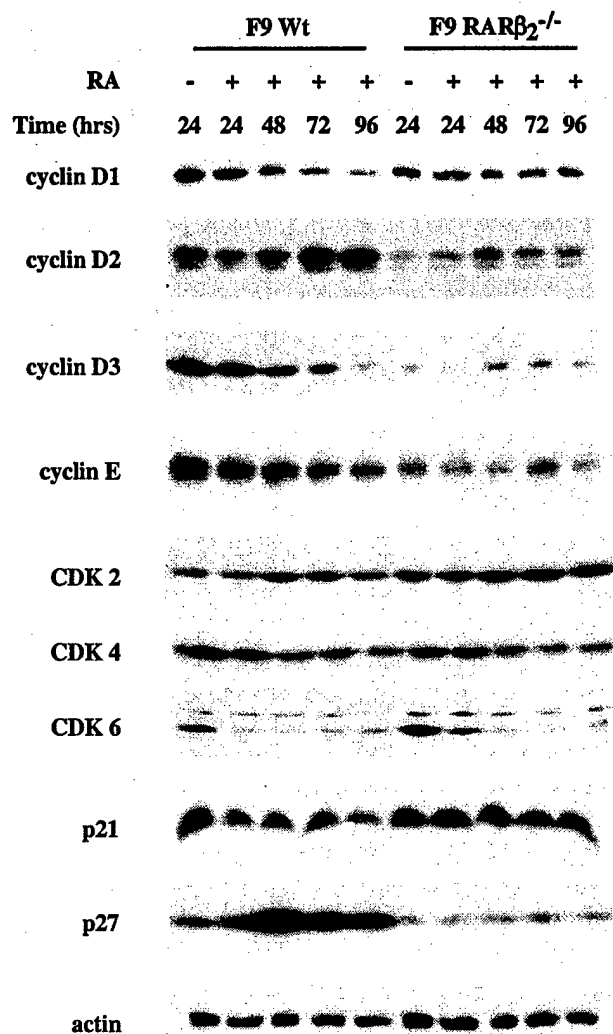 F9 Wt F9 RARβ₂⁻/⁻
RA - + + + + - + + + +
Time (hrs) 24 24 48 72 96 24 24 48 72 96
cyclin D1
cyclin D2
cyclin D3
cyclin E
CDK 2
CDK 4
CDK 6
p21
p27
actin